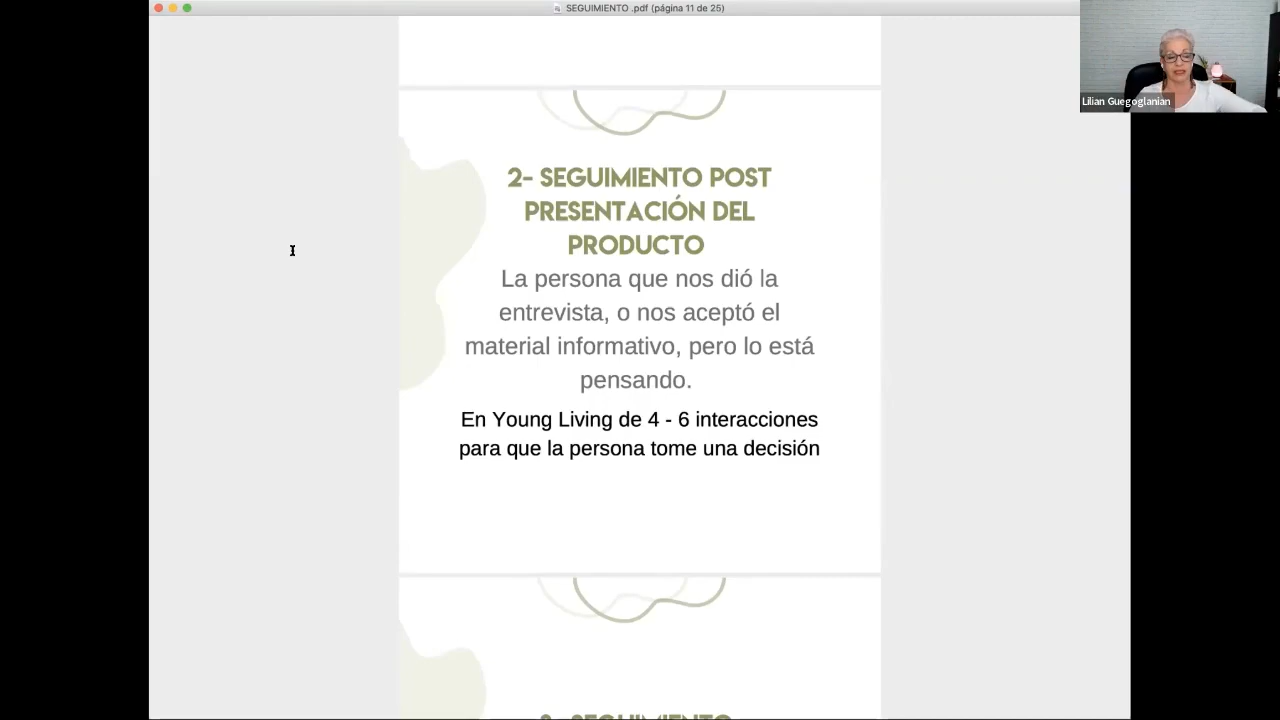 SEGUIMIENTO .pdf (página 11 de 25)
Lilian Guegoglanian
2- SEGUIMIENTO POST
PRESENTACIÓN DEL
PRODUCTO
La persona que nos dió la
entrevista, o nos aceptó el
material informativo, pero lo está
pensando.
En Young Living de 4 - 6 interacciones
para que la persona tome una decisión
3- SEGUIMIENTO